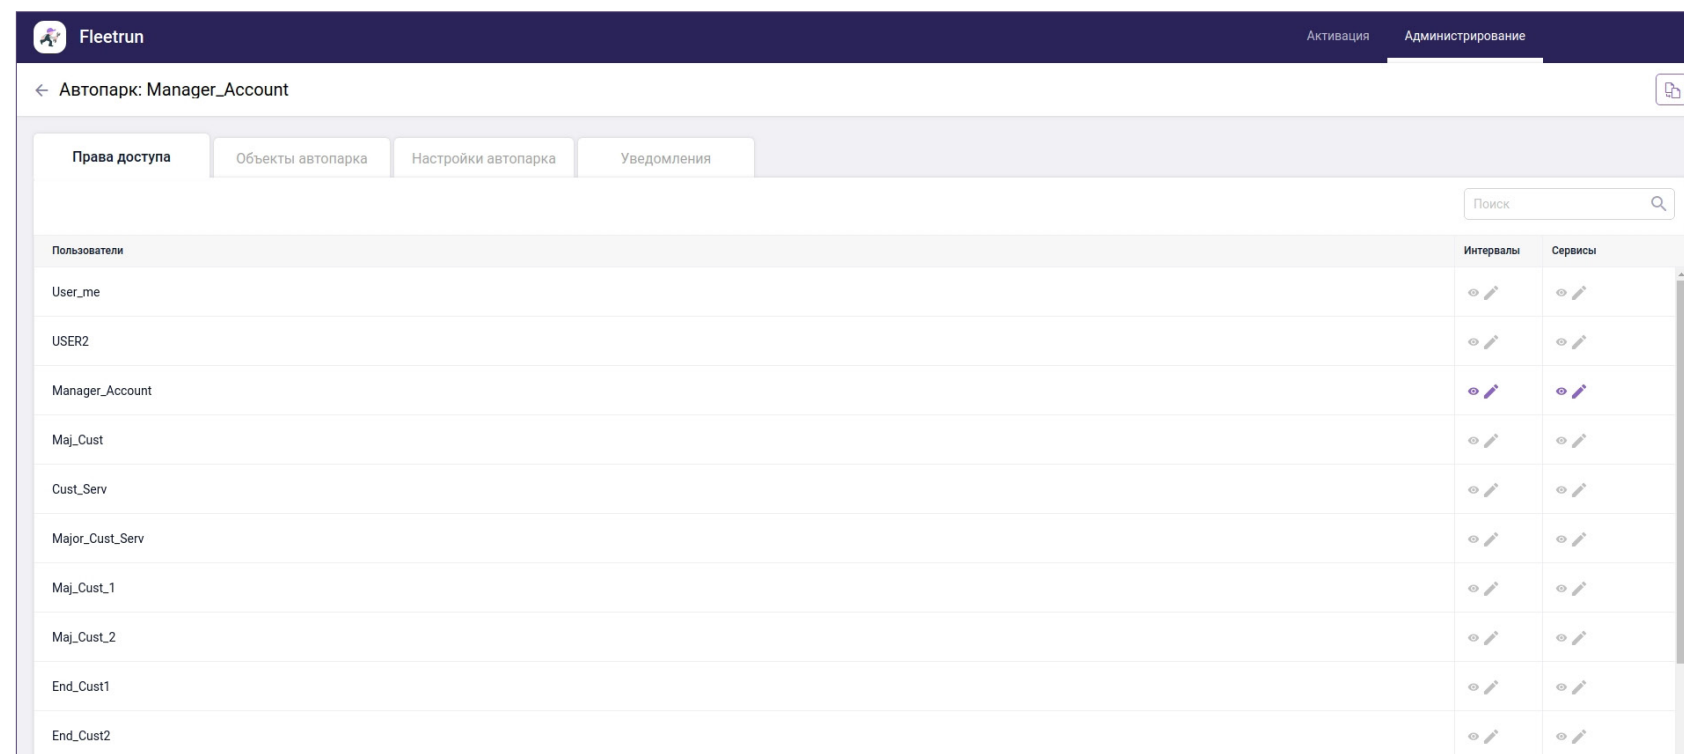 Fleetrun
Активация
Администрирование
Автопарк: Manager_Account
Права доступа
Объекты автопарка
Настройки автопарка
Уведомления
Поиск
Пользователи
Интервалы
Сервисы
User_me
USER2
Manager_Account
Maj_Cust
Cust_Serv
Major_Cust_Serv
Maj_Cust_1
Maj_Cust_2
End_Cust1
End_Cust2